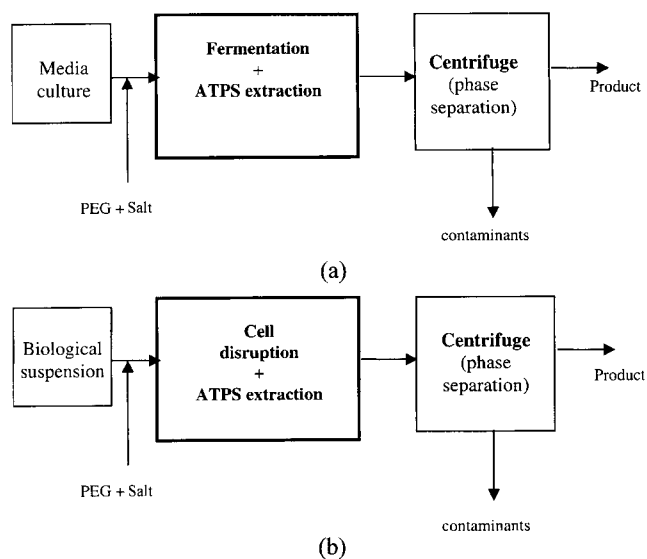 Media
culture
Fermentation
+
ATPS extraction
Centrifuge
(phase
separation)
Product
PEG + Salt
contaminants
(a)
Biological
suspension
Cell
disruption
+
ATPS extraction
Centrifuge
(phase
separation)
Product
PEG + Salt
contaminants
(b)